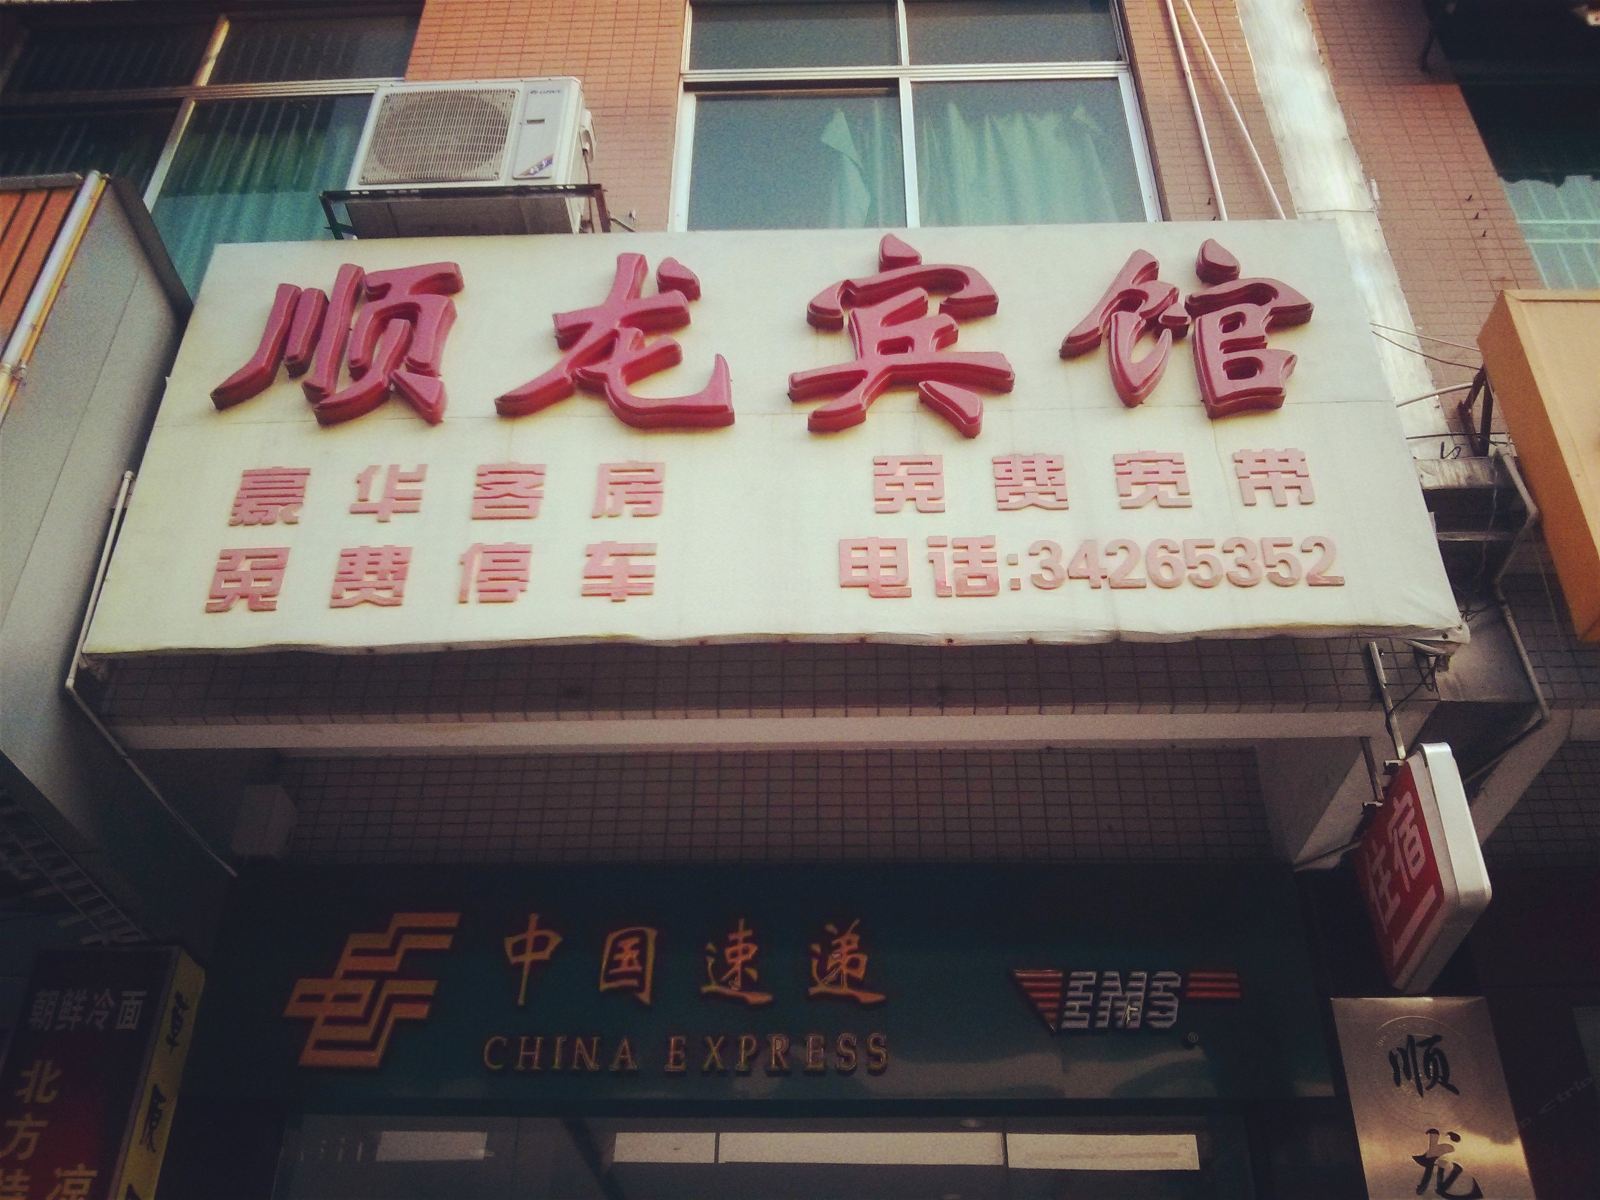 顺龙宾馆
豪华客房 免费宽带
免费停车 电话:34265352
住宿
中国速递
CHINA EXPRESS
EMS
朝鲜冷面
北方
凉
顺龙